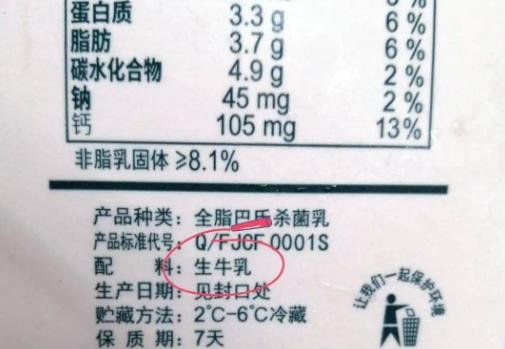 蛋白质 3.3 g 6 %
脂肪 3.7 g 6 %
碳水化合物 4.9 g 2 %
钠 45 mg 2 %
钙 105 mg 13%
非脂乳固体 ≥8.1%
产品种类：全脂巴氏杀菌乳
产品标准代号：Q/FJCF 0001S
配 料：生牛乳
生产日期：见封口处
贮藏方法：2℃-6℃冷藏
保 质 期：7天
让我们一起保护环境